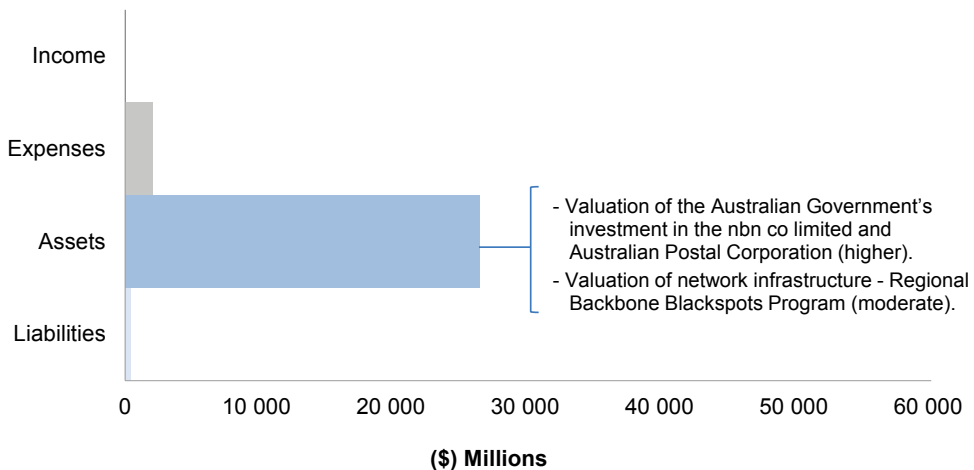 Income
Expenses
Assets
Liabilities
- Valuation of the Australian Government's
investment in the nbn co limited and
Australian Postal Corporation (higher).
- Valuation of network infrastructure - Regional
Backbone Blackspots Program (moderate).
0 10 000 20 000 30 000 40 000 50 000 60 000
($) Millions